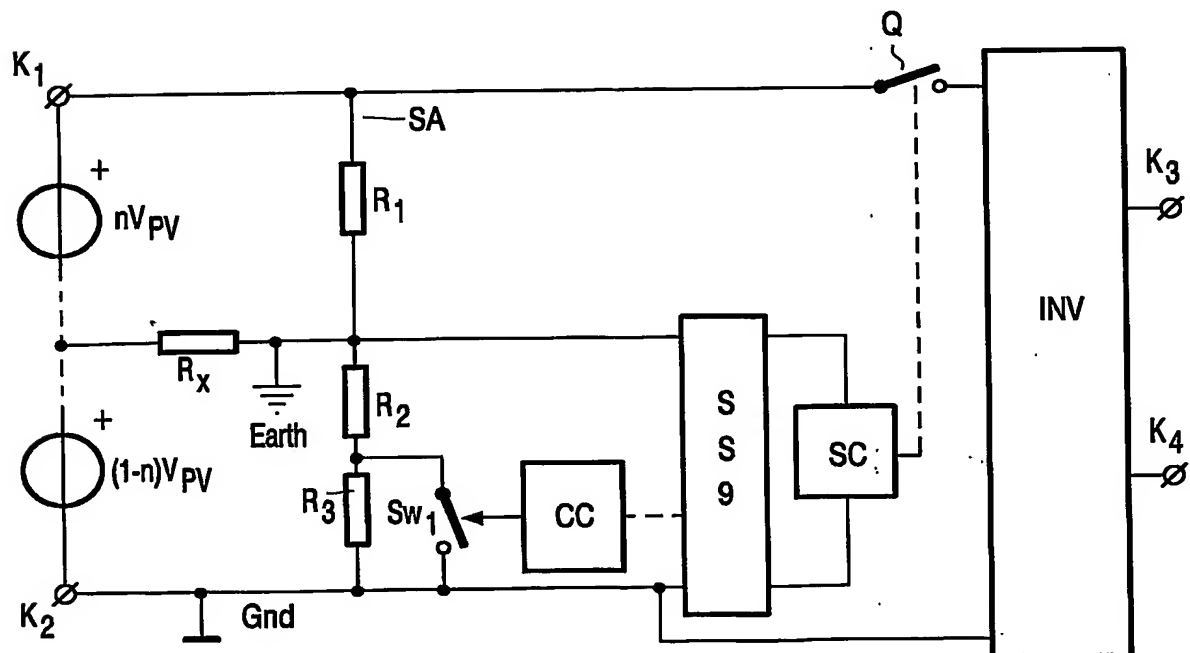 Q
K1
SA
+
nVPV
R1
K3
INV
Rx
Earth
R2
S
S
9
SC
+
(1-n)VPV
R3
Sw1
CC
K4
K2
Gnd